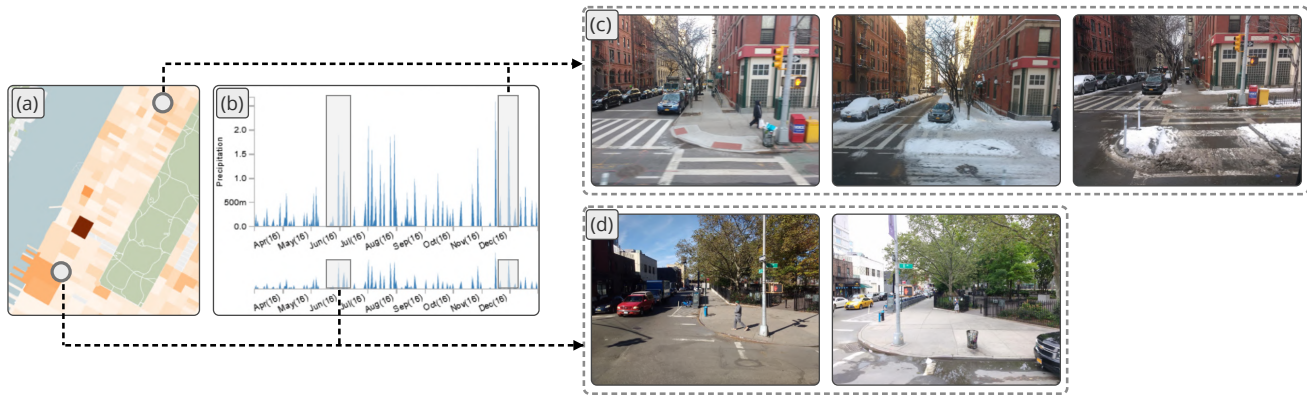 (a)
(b)
Precipitation
2.0
1.5
1.0
500m
0.0
Apr(16)
May(16)
Jun(16)
Jul(16)
Aug(16)
Sep(16)
Oct(16)
Nov(16)
Dec(16)
Apr(16)
May(16)
Jun(16)
Jul(16)
Aug(16)
Sep(16)
Oct(16)
Nov(16)
Dec(16)
(c)
(d)